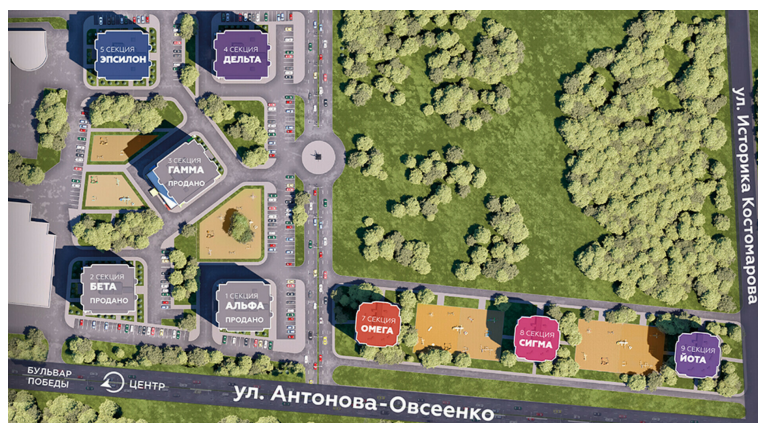 5 СЕКЦИЯ
ЭПСИЛОН
4 СЕКЦИЯ
ДЕЛЬТА
3 СЕКЦИЯ
ГАММА
ПРОДАНО
2 СЕКЦИЯ
БЕТА
ПРОДАНО
1 СЕКЦИЯ
АЛЬФА
ПРОДАНО
7 СЕКЦИЯ
ОМЕГА
8 СЕКЦИЯ
СИГМА
9 СЕКЦИЯ
ЙОТА
ул. Историка Костомарова
БУЛЬВАР
ПОБЕДЫ
ЦЕНТР
ул. Антонова-Овсеенко